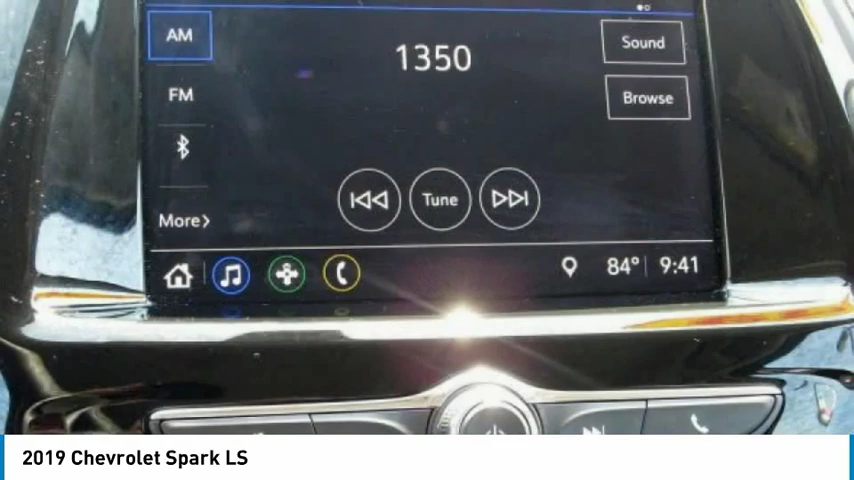 AM
1350
Sound
FM
Browse
Tune
More>
84° 9:41
2019 Chevrolet Spark LS